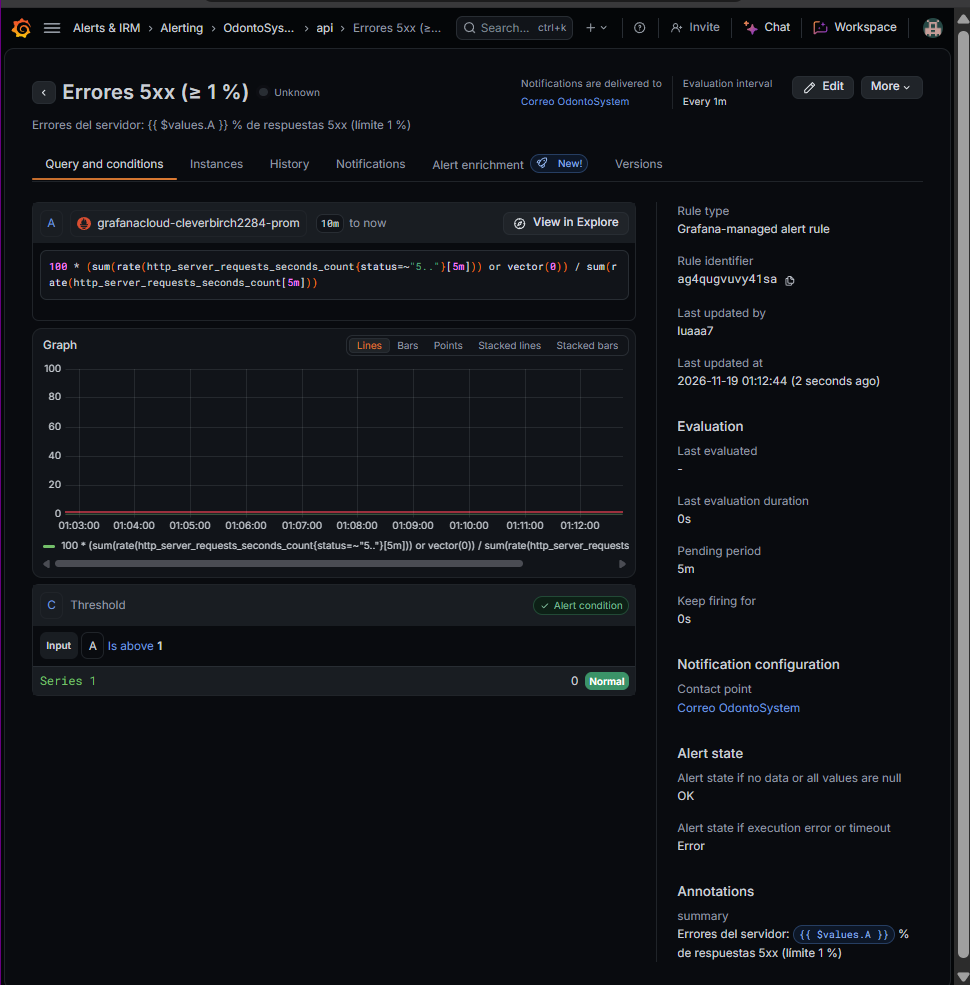 Alerts & IRM › Alerting › OdontoSys... › api › Errores 5xx (≥... Search... ctrl+k + Invite Chat Workspace
Errores 5xx (≥ 1 %) Unknown
Notifications are delivered to
Correo OdontoSystem
Evaluation interval
Every 1m
Edit
More
Errores del servidor: {{ $values.A }} % de respuestas 5xx (límite 1 %)
Query and conditions Instances History Notifications Alert enrichment New! Versions
A grafanacloud-cleverbirch2284-prom 10m to now View in Explore
100 * (sum(rate(http_server_requests_seconds_count{status=~"5.."}[5m])) or vector(0)) / sum(r
ate(http_server_requests_seconds_count[5m]))
Graph Lines Bars Points Stacked lines Stacked bars
100
80
60
40
20
0
01:03:00 01:04:00 01:05:00 01:06:00 01:07:00 01:08:00 01:09:00 01:10:00 01:11:00 01:12:00
100 * (sum(rate(http_server_requests_seconds_count{status=~"5.."}[5m])) or vector(0)) / sum(rate(http_server_requests
C Threshold Alert condition
Input A Is above 1
Series 1 0 Normal
Rule type
Grafana-managed alert rule
Rule identifier
ag4qugvuvy41sa
Last updated by
luaaa7
Last updated at
2026-11-19 01:12:44 (2 seconds ago)
Evaluation
Last evaluated
-
Last evaluation duration
0s
Pending period
5m
Keep firing for
0s
Notification configuration
Contact point
Correo OdontoSystem
Alert state
Alert state if no data or all values are null
OK
Alert state if execution error or timeout
Error
Annotations
summary
Errores del servidor: {{ $values.A }} %
de respuestas 5xx (límite 1 %)